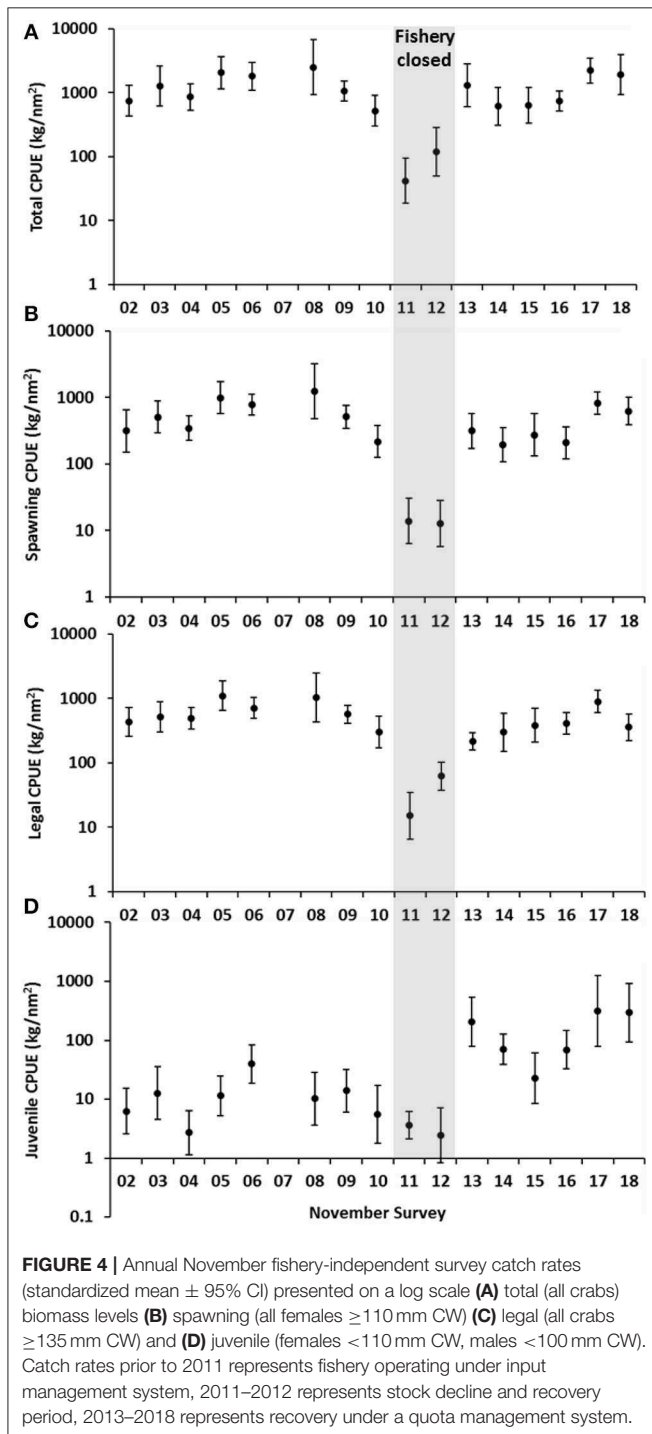 A
Fishery
closed
Total CPUE (kg/nm²)
10000
1000
100
10
1
02 03 04 05 06 07 08 09 10 11 12 13 14 15 16 17 18
B
Spawning CPUE (kg/nm²)
10000
1000
100
10
1
02 03 04 05 06 07 08 09 10 11 12 13 14 15 16 17 18
C
Legal CPUE (kg/nm²)
10000
1000
100
10
1
02 03 04 05 06 07 08 09 10 11 12 13 14 15 16 17 18
D
Juvenile CPUE (kg/nm²)
10000
1000
100
10
1
0.1
02 03 04 05 06 07 08 09 10 11 12 13 14 15 16 17 18
November Survey
FIGURE 4 | Annual November fishery-independent survey catch rates
(standardized mean ± 95% CI) presented on a log scale (A) total (all crabs)
biomass levels (B) spawning (all females ≥110 mm CW) (C) legal (all crabs
≥135 mm CW) and (D) juvenile (females <110 mm CW, males <100 mm CW).
Catch rates prior to 2011 represents fishery operating under input
management system, 2011–2012 represents stock decline and recovery
period, 2013–2018 represents recovery under a quota management system.